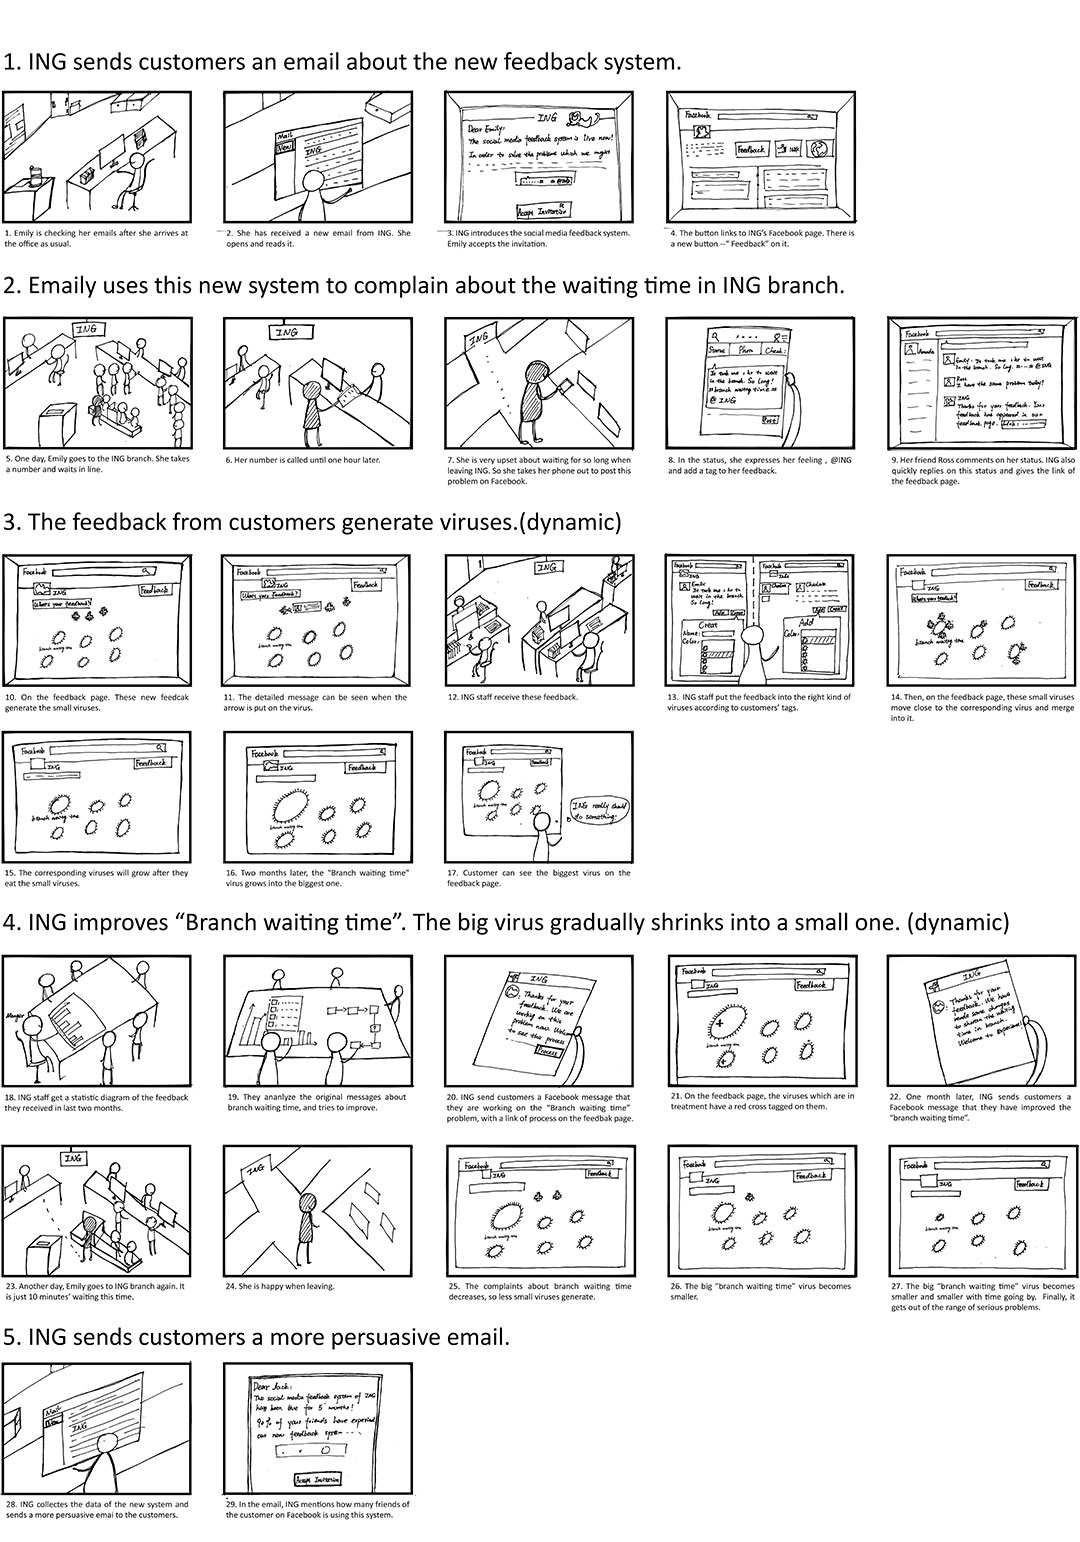 1. ING sends customers an email about the new feedback system.
Mail
New
ING
ING
Dear Emily:
The social media feedback system is live now!
In order to solve the problems which we might
Accept Invitation
Facebook
Feedback
1. Emily is checking her emails after she arrives at
the office as usual.
2. She has received a new email from ING. She
opens and reads it.
3. ING introduces the social media feedback system.
Emily accepts the invitation.
4. The button links to ING's Facebook page. There is
a new button --" Feedback" on it.
2. Emaily uses this new system to complain about the waiting time in ING branch.
ING
ING
ING
Status
Photo
Check:
It took me 1 hr to wait
in the branch. So long!
#branch waiting time #
@ ING
Post
Facebook
Emily: It took me 1 hr to wait
in the branch. So long. #---# @ING
Ross
I have the same problem today!
ING
Thanks for your feedback. Your
feedback has appeared in our
feedback page.
5. One day, Emily goes to the ING branch. She takes
a number and waits in line.
6. Her number is called until one hour later.
7. She is very upset about waiting for so long when
leaving ING. So she takes her phone out to post this
problem on Facebook.
8. In the status, she expresses her feeling , @ING
and add a tag to her feedback.
9. Her friend Ross comments on her status. ING also
quickly replies on this status and gives the link of
the feedback page.
3. The feedback from customers generate viruses.(dynamic)
Facebook
ING
Feedback
What's your feedback?
branch waiting time
Facebook
ING
Feedback
What's your feedback?
branch waiting time
ING
Facebook
ING
Emily
It took me 1 hr to
wait in the branch
So long!
Creat
Name:
Color:
Facebook
Info
Charlotte
Add
Color:
Facebook
ING
Feedback
What's your feedback?
branch waiting time
10. On the feedback page. These new feedcak
generate the small viruses.
11. The detailed message can be seen when the
arrow is put on the virus.
12. ING staff receive these feedback.
13. ING staff put the feedback into the right kind of
viruses according to customers' tags.
14. Then, on the feedback page, these small viruses
move close to the corresponding virus and merge
into it.
Facebook
ING
Feedback
branch waiting time
Facebook
ING
Feedback
branch waiting time
Facebook
ING
Feedback
branch waiting time
ING really should
do something.
15. The corresponding viruses will grow after they
eat the small viruses.
16. Two months later, the "Branch waiting time"
virus grows into the biggest one.
17. Customer can see the biggest virus on the
feedback page.
4. ING improves "Branch waiting time". The big virus gradually shrinks into a small one. (dynamic)
ING
: Thanks for your
feedback. We are
working on this
problem now. Welcome
to see the process
Process
Facebook
ING
Feedback
branch waiting time
ING
: Thanks for your
feedback. We have
made some changes
to shorten the waiting
time in branch.
Welcome to experience!
18. ING staff get a statistic diagram of the feedback
they received in last two months.
19. They ananlyze the original messages about
branch waiting time, and tries to improve.
20. ING send customers a Facebook message that
they are working on the "Branch waiting time"
problem, with a link of process on the feedbak page.
21. On the feedback page, the viruses which are in
treatment have a red cross tagged on them.
22. One month later, ING sends customers a
Facebook message that they have improved the
"branch waiting time".
ING
ING
Facebook
ING
Feedback
branch waiting time
Facebook
ING
Feedback
branch waiting time
Facebook
ING
Feedback
branch waiting time
23. Another day, Emily goes to ING branch again. It
is just 10 minutes' waiting this time.
24. She is happy when leaving.
25. The complaints about branch waiting time
decreases, so less small viruses generate.
26. The big "branch waiting time" virus becomes
smaller.
27. The big "branch waiting time" virus becomes
smaller and smaller with time going by. Finally, it
gets out of the range of serious problems.
5. ING sends customers a more persuasive email.
Mail
New
ING
Dear Jack:
The social media feedback system of ING
has been live for 5 months!
90% of your friends have experienced
our new feedback system ----
Accept Invitation
28. ING collectes the data of the new system and
sends a more persuasive emai to the customers.
29. In the email, ING mentions how many friends of
the customer on Facebook is using this system.